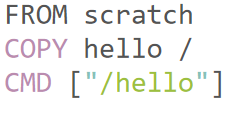 FROM scratch
COPY hello /
CMD ["/hello"]